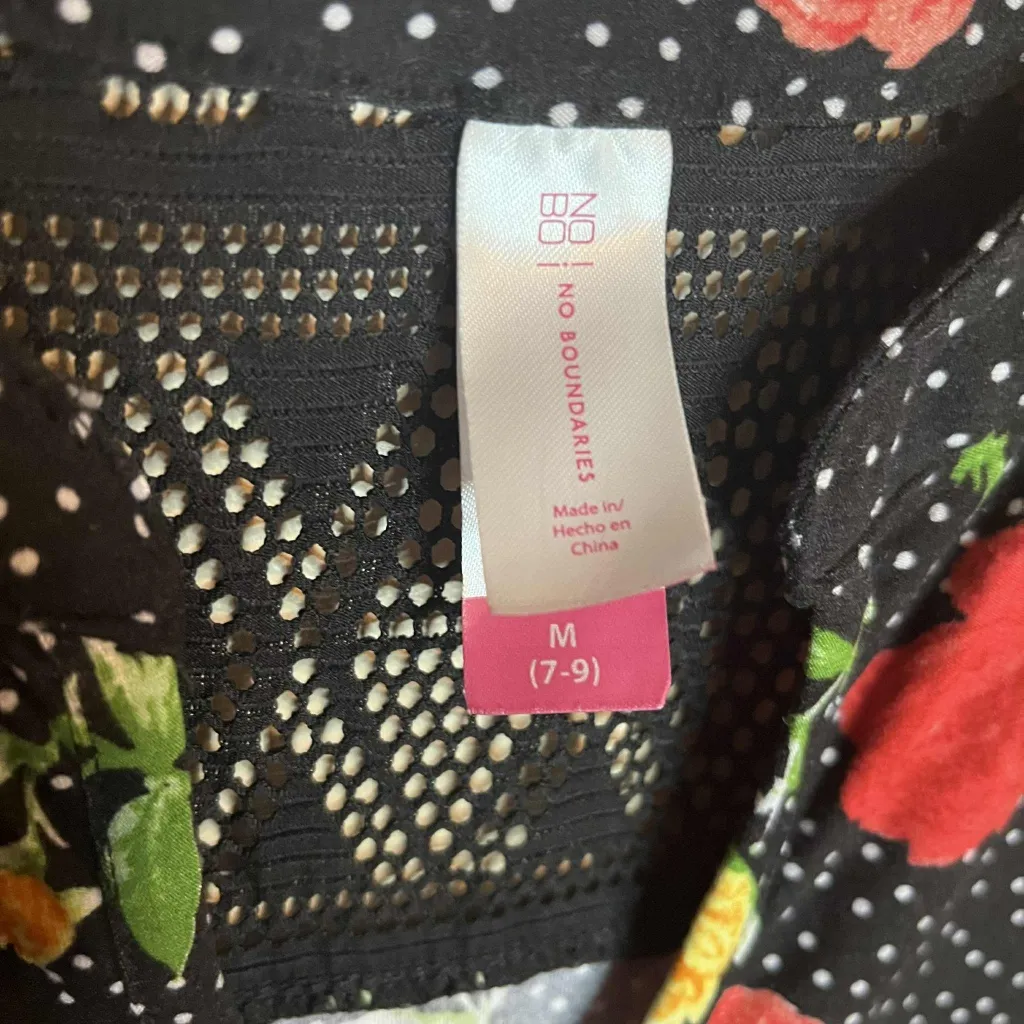 NO
BO
NO BOUNDARIES
Made in/
Hecho en
China
M
(7-9)